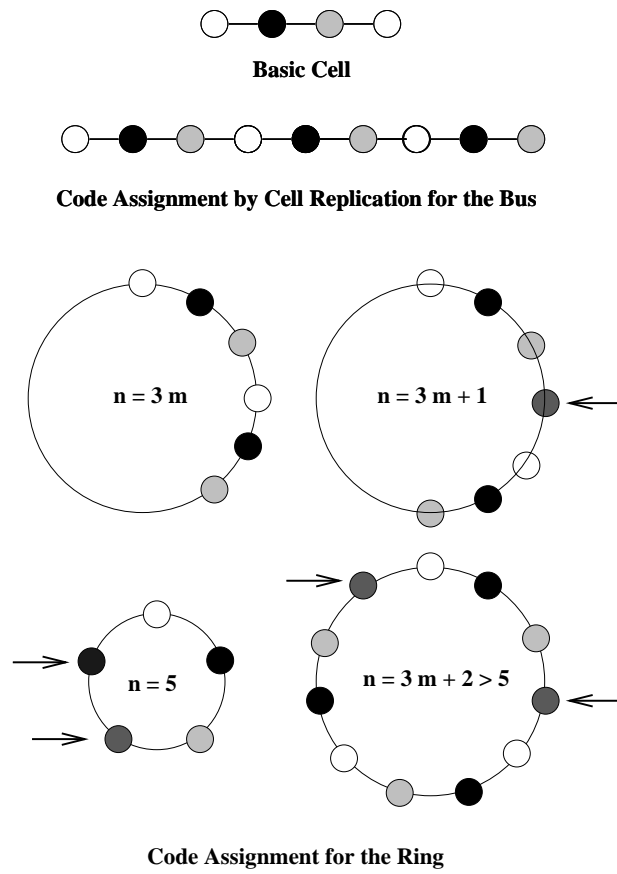 Basic Cell
Code Assignment by Cell Replication for the Bus
n = 3 m
n = 3 m + 1
n = 5
n = 3 m + 2 > 5
Code Assignment for the Ring